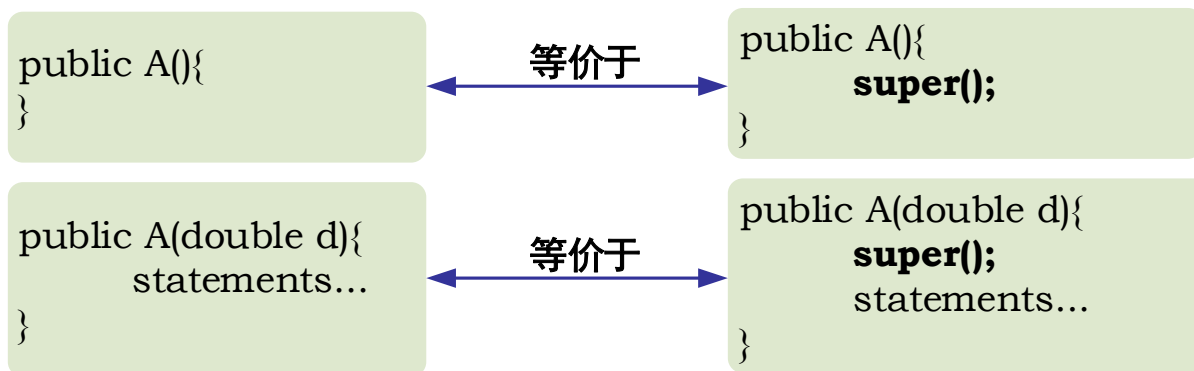 public A(){
}
等价于
public A(){
super();
}
public A(double d){
statements...
}
等价于
public A(double d){
super();
statements...
}